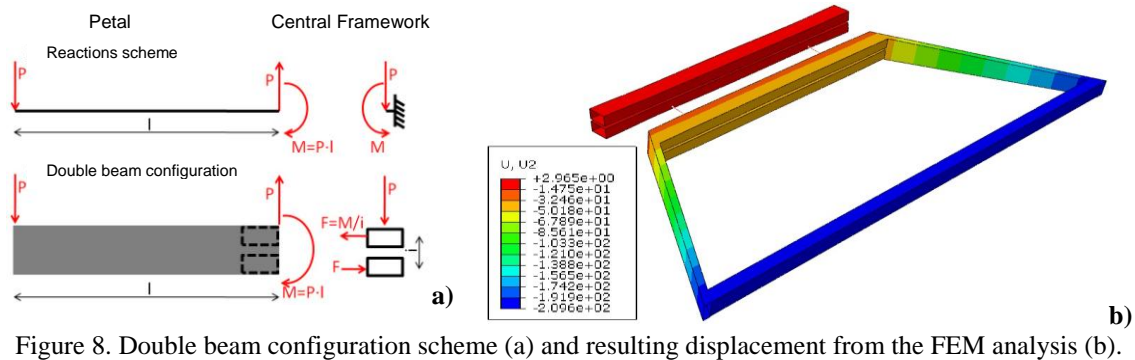 Petal
Central Framework
Reactions scheme
P
P
P
l
M=P·l
M
Double beam configuration
P
P
P
F=M/i
F
i
l
M=P·l
a)
U, U2
+2.965e+00
-1.475e+01
-3.246e+01
-5.018e+01
-6.789e+01
-8.561e+01
-1.033e+02
-1.210e+02
-1.388e+02
-1.565e+02
-1.742e+02
-1.919e+02
-2.096e+02
b)
Figure 8. Double beam configuration scheme (a) and resulting displacement from the FEM analysis (b).